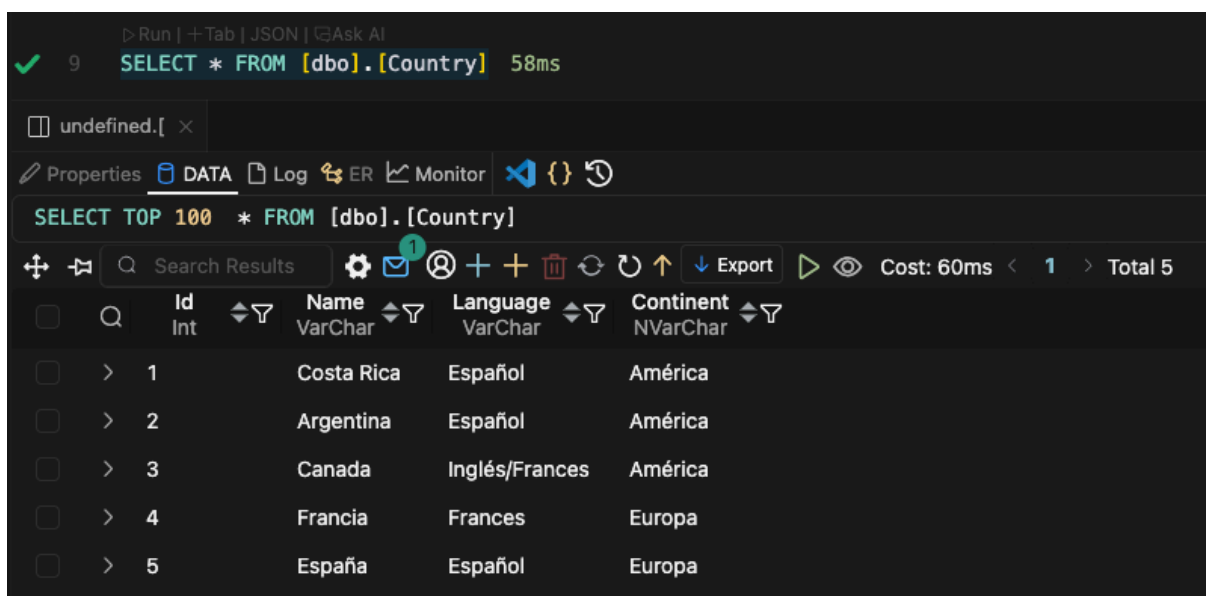 Run | Tab | JSON | Ask AI
9 SELECT * FROM [dbo].[Country] 58ms
undefined.[
Properties DATA Log ER Monitor {}
SELECT TOP 100 * FROM [dbo].[Country]
Search Results 1 Export Cost: 60ms < 1 > Total 5
Id Name Language Continent
Int VarChar VarChar NVarChar
1 Costa Rica Español América
2 Argentina Español América
3 Canada Inglés/Frances América
4 Francia Frances Europa
5 España Español Europa